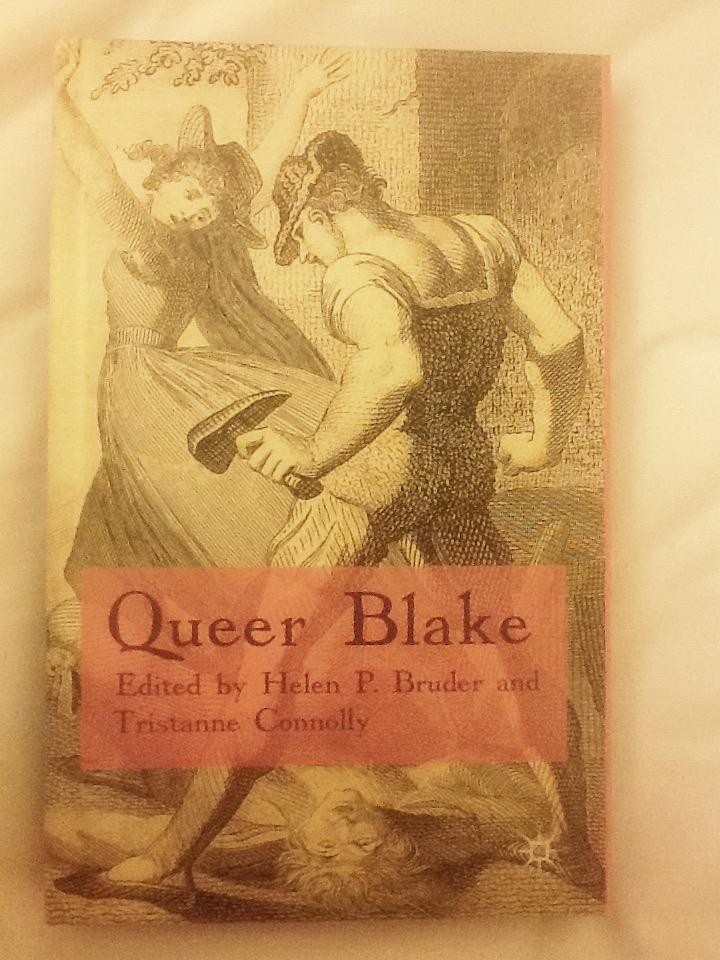 Queer Blake
Edited by Helen P. Bruder and
Tristanne Connolly